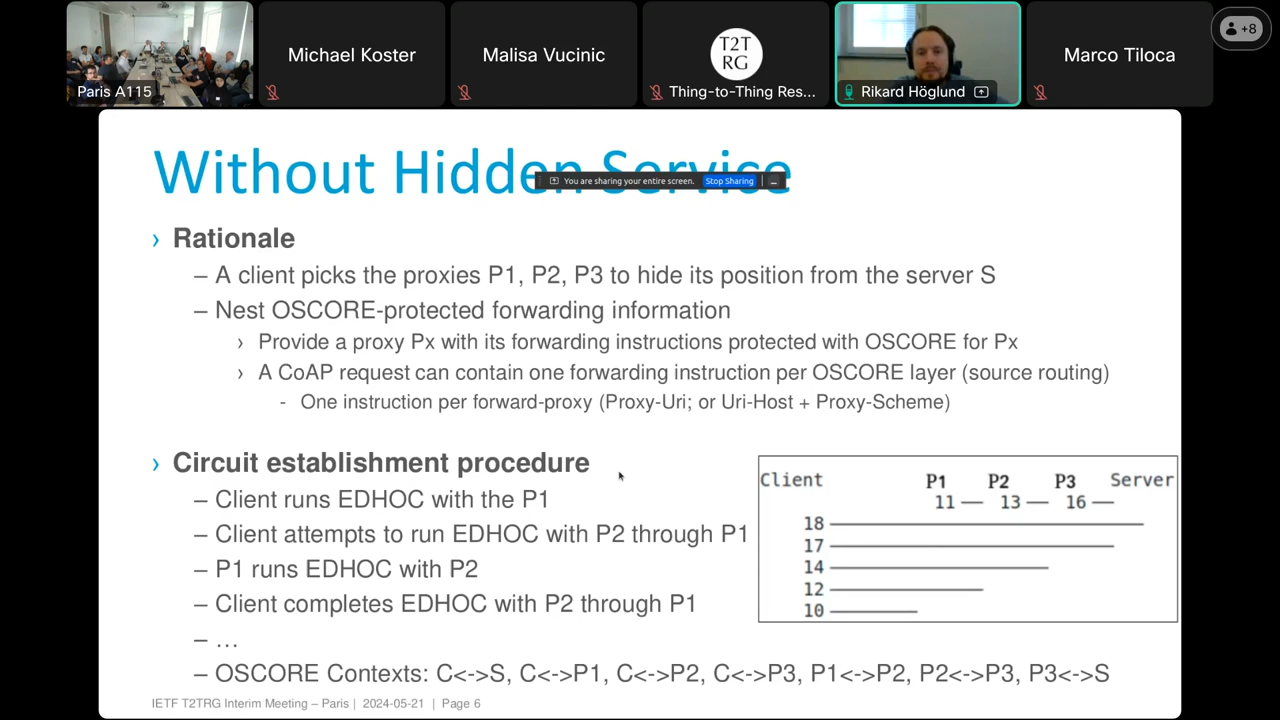 Paris A115
Michael Koster
Malisa Vucinic
T2T
RG
Thing-to-Thing Res...
Rikard Höglund
Marco Tiloca
+8
Without Hidden Service
You are sharing your entire screen. Stop Sharing
› Rationale
– A client picks the proxies P1, P2, P3 to hide its position from the server S
– Nest OSCORE-protected forwarding information
› Provide a proxy Px with its forwarding instructions protected with OSCORE for Px
› A CoAP request can contain one forwarding instruction per OSCORE layer (source routing)
- One instruction per forward-proxy (Proxy-Uri; or Uri-Host + Proxy-Scheme)
› Circuit establishment procedure
– Client runs EDHOC with the P1
– Client attempts to run EDHOC with P2 through P1
– P1 runs EDHOC with P2
– Client completes EDHOC with P2 through P1
– …
– OSCORE Contexts: C<->S, C<->P1, C<->P2, C<->P3, P1<->P2, P2<->P3, P3<->S
Client P1 P2 P3 Server
11 — 13 — 16 —
18
17
14
12
10
IETF T2TRG Interim Meeting – Paris | 2024-05-21 | Page 6